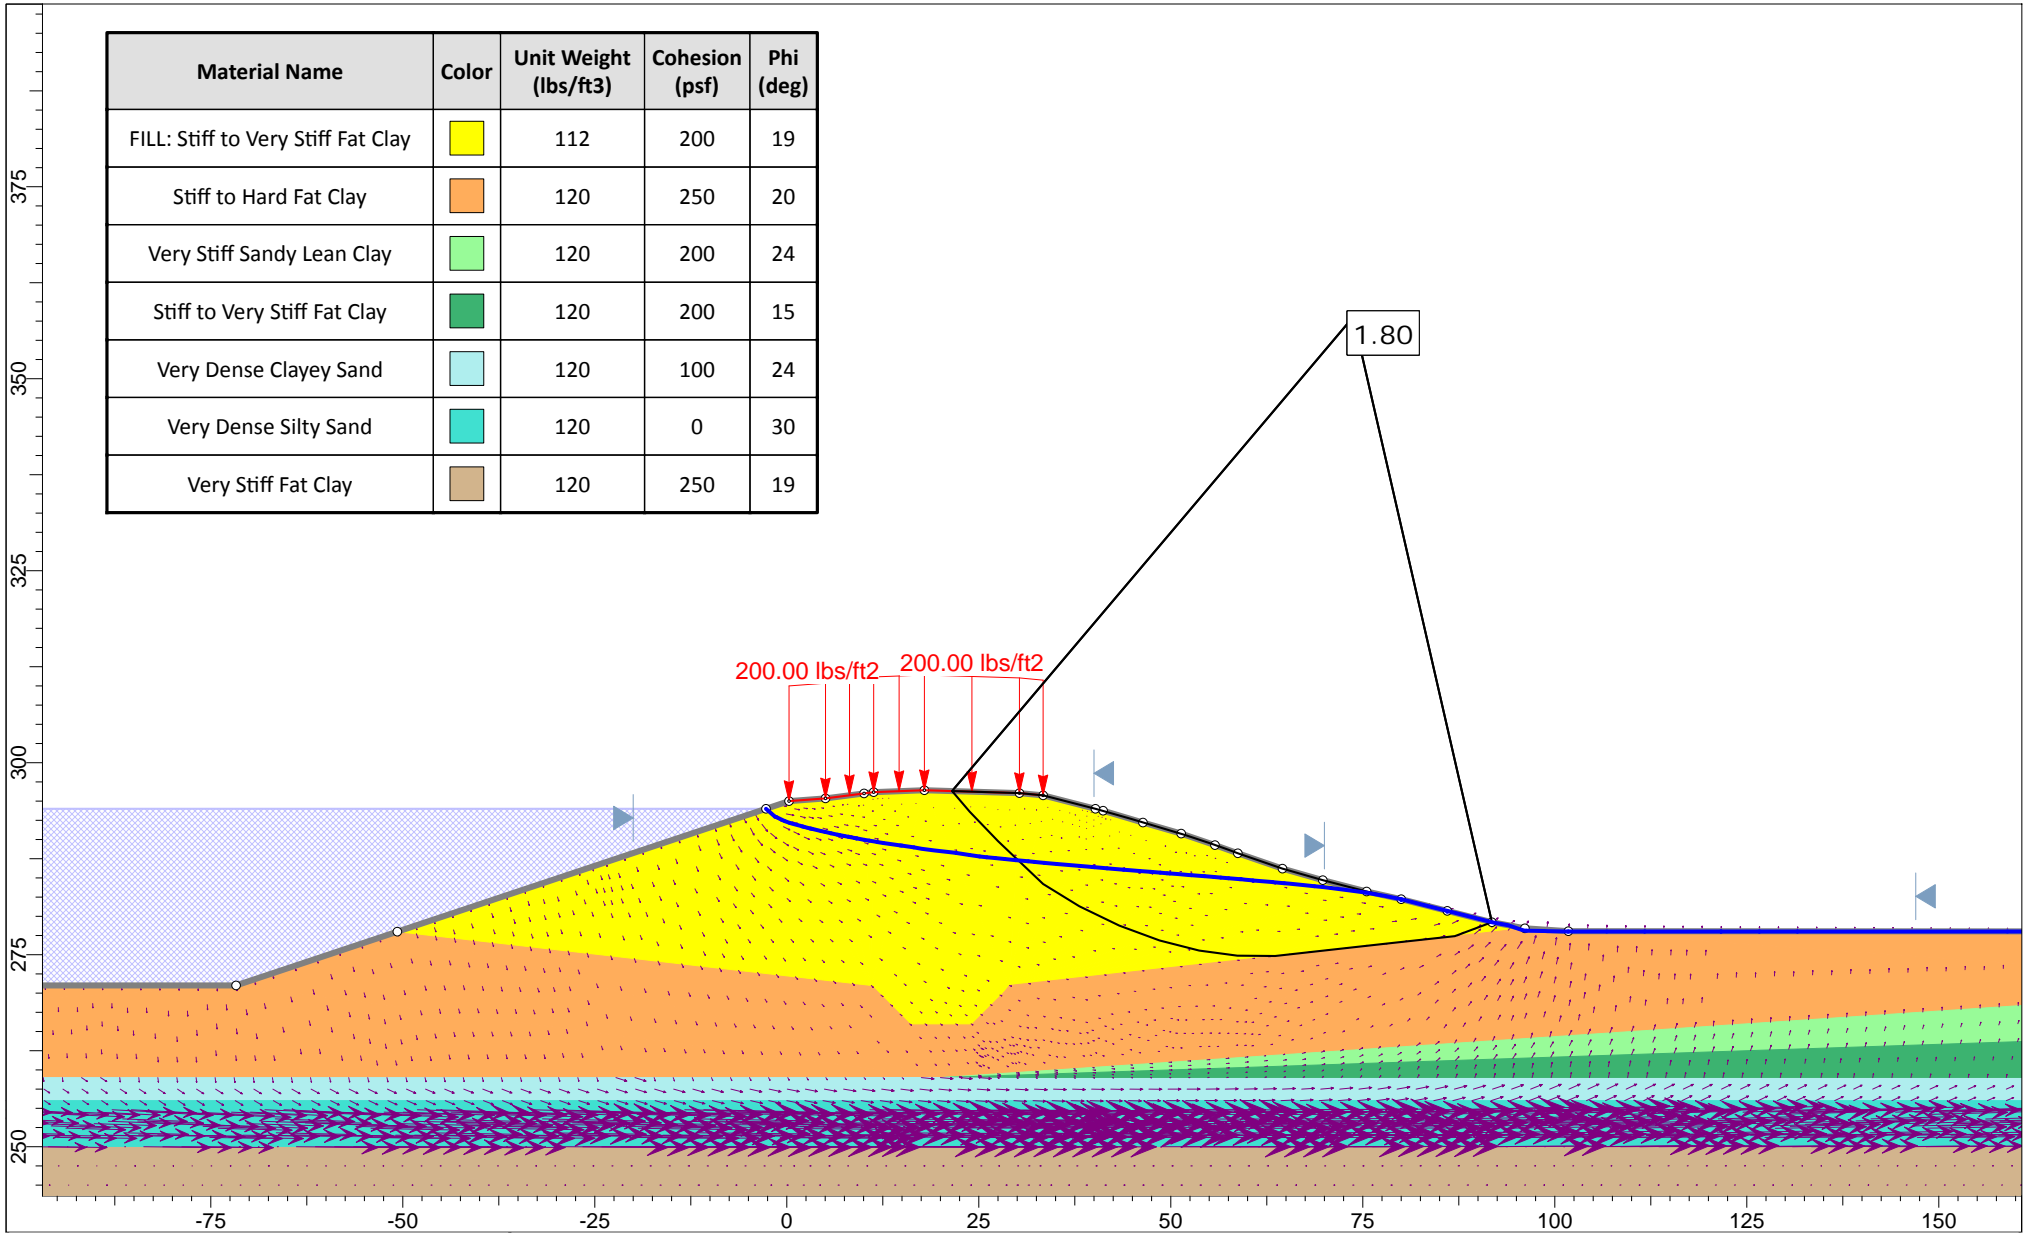 Material Name Color Unit Weight (lbs/ft3) Cohesion (psf) Phi (deg)
FILL: Stiff to Very Stiff Fat Clay 112 200 19
Stiff to Hard Fat Clay 120 250 20
Very Stiff Sandy Lean Clay 120 200 24
Stiff to Very Stiff Fat Clay 120 200 15
Very Dense Clayey Sand 120 100 24
Very Dense Silty Sand 120 0 30
Very Stiff Fat Clay 120 250 19
1.80
200.00 lbs/ft2 200.00 lbs/ft2
375
350
325
300
275
250
-75 -50 -25 0 25 50 75 100 125 150